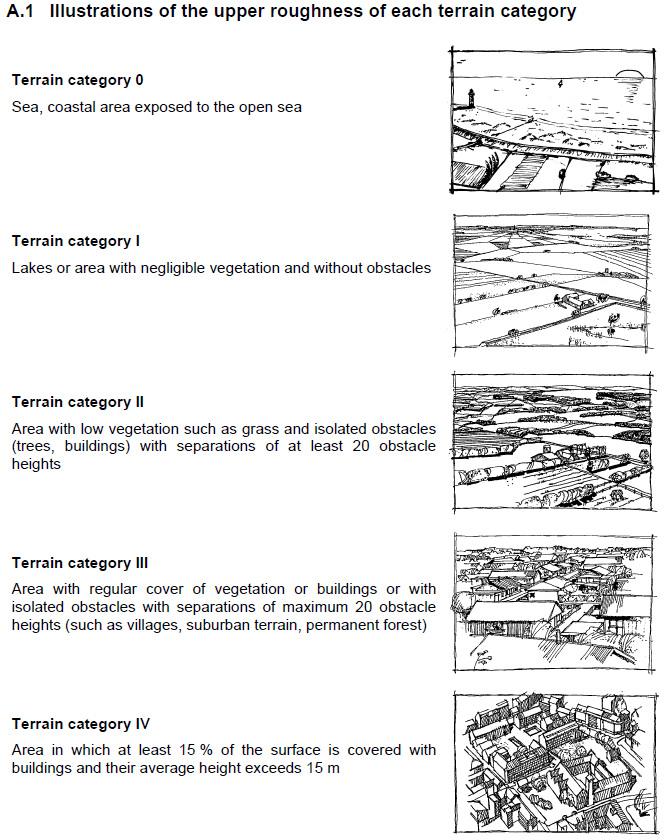 A.1 Illustrations of the upper roughness of each terrain category
Terrain category 0
Sea, coastal area exposed to the open sea
Terrain category I
Lakes or area with negligible vegetation and without obstacles
Terrain category II
Area with low vegetation such as grass and isolated obstacles
(trees, buildings) with separations of at least 20 obstacle
heights
Terrain category III
Area with regular cover of vegetation or buildings or with
isolated obstacles with separations of maximum 20 obstacle
heights (such as villages, suburban terrain, permanent forest)
Terrain category IV
Area in which at least 15 % of the surface is covered with
buildings and their average height exceeds 15 m